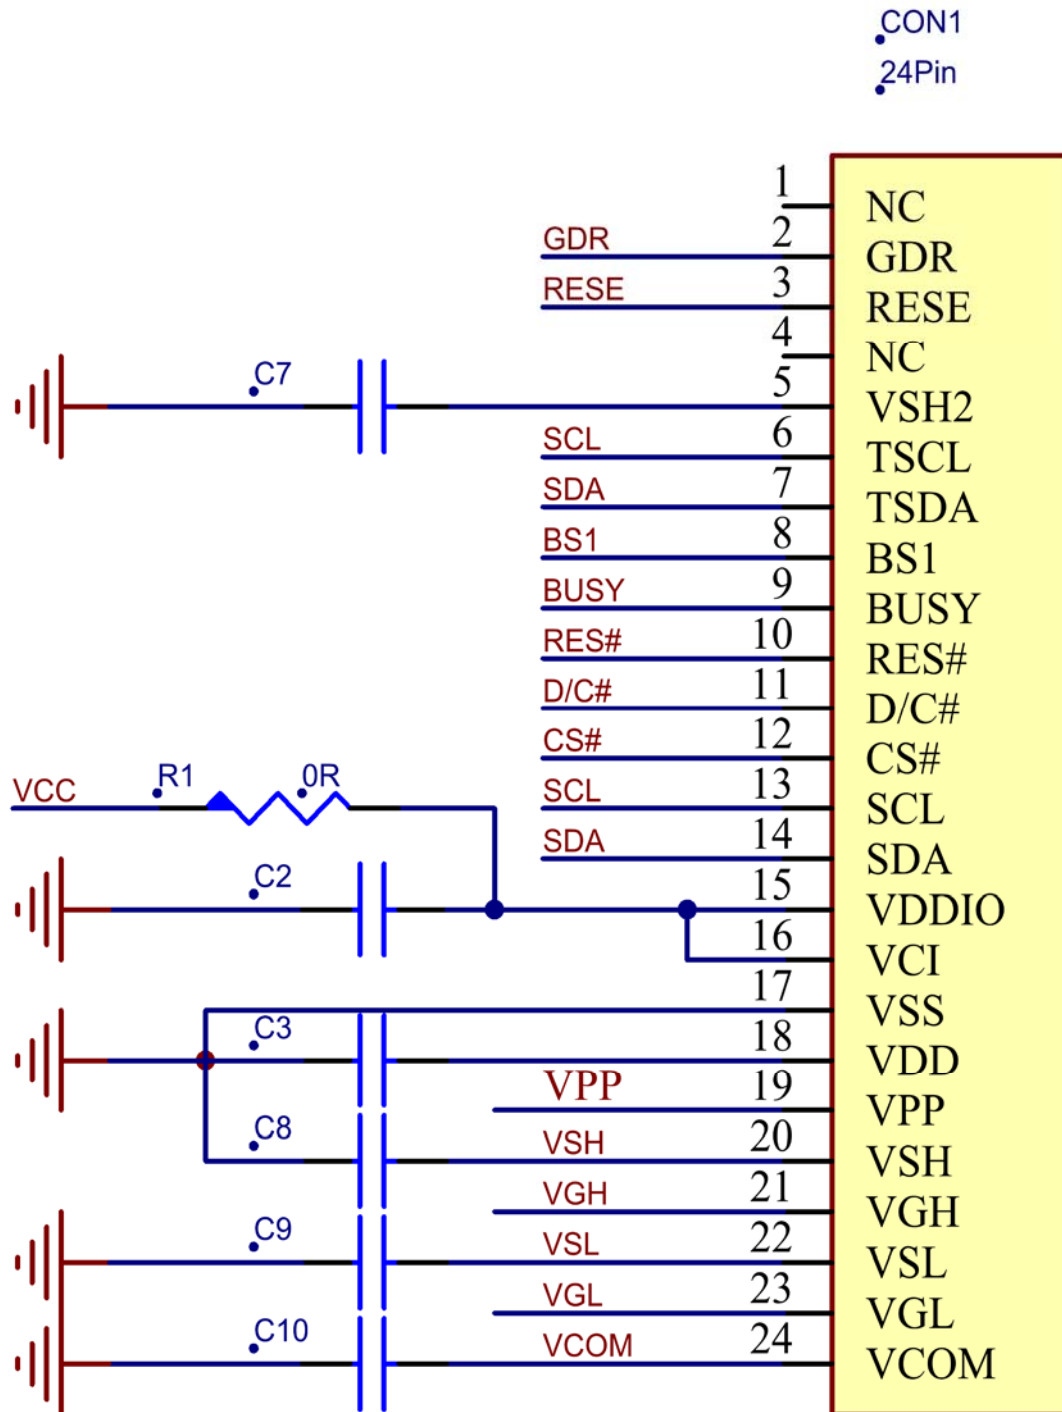 CON1
24Pin
1 NC
GDR 2 GDR
RESE 3 RESE
4 NC
C7 5 VSH2
SCL 6 TSCL
SDA 7 TSDA
BS1 8 BS1
BUSY 9 BUSY
RES# 10 RES#
D/C# 11 D/C#
CS# 12 CS#
VCC R1 0R SCL 13 SCL
SDA 14 SDA
C2 15 VDDIO
16 VCI
17 VSS
C3 18 VDD
VPP 19 VPP
C8 VSH 20 VSH
VGH 21 VGH
C9 VSL 22 VSL
VGL 23 VGL
C10 VCOM 24 VCOM